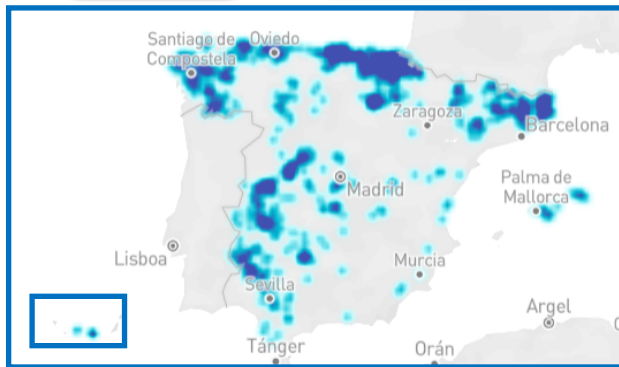 Santiago de
Compostela
Oviedo
Zaragoza
Barcelona
Madrid
Palma de
Mallorca
Lisboa
Murcia
Sevilla
Argel
Tánger
Orán